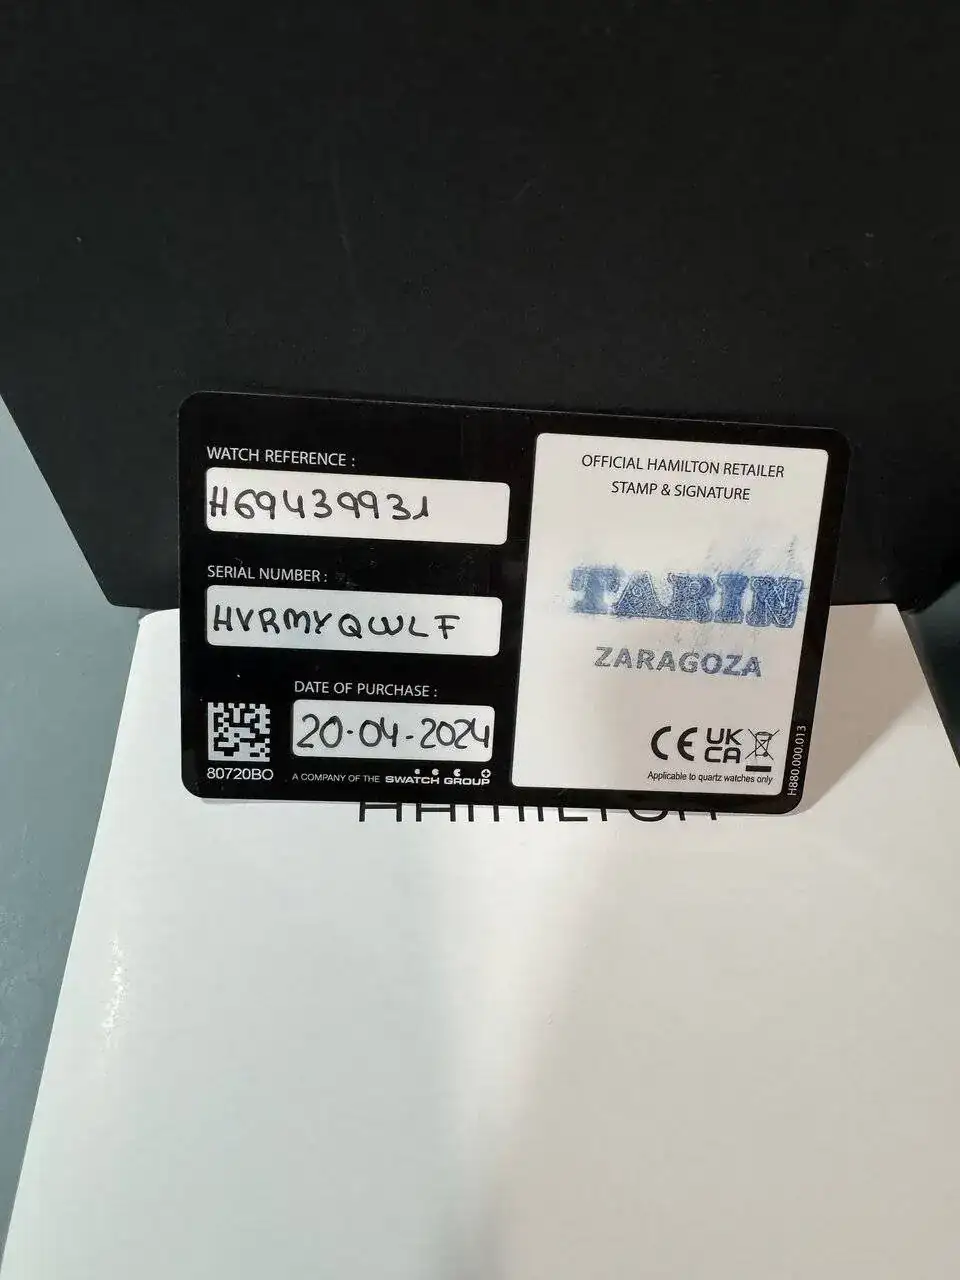 WATCH REFERENCE :
H69439931
SERIAL NUMBER :
HVRMYQWLF
DATE OF PURCHASE :
20-04-2024
80720BO
A COMPANY OF THE SWATCH GROUP
OFFICIAL HAMILTON RETAILER
STAMP & SIGNATURE
TARIN
ZARAGOZA
CE UK
CA
Applicable to quartz watches only
H880.000.013
HAMILTON